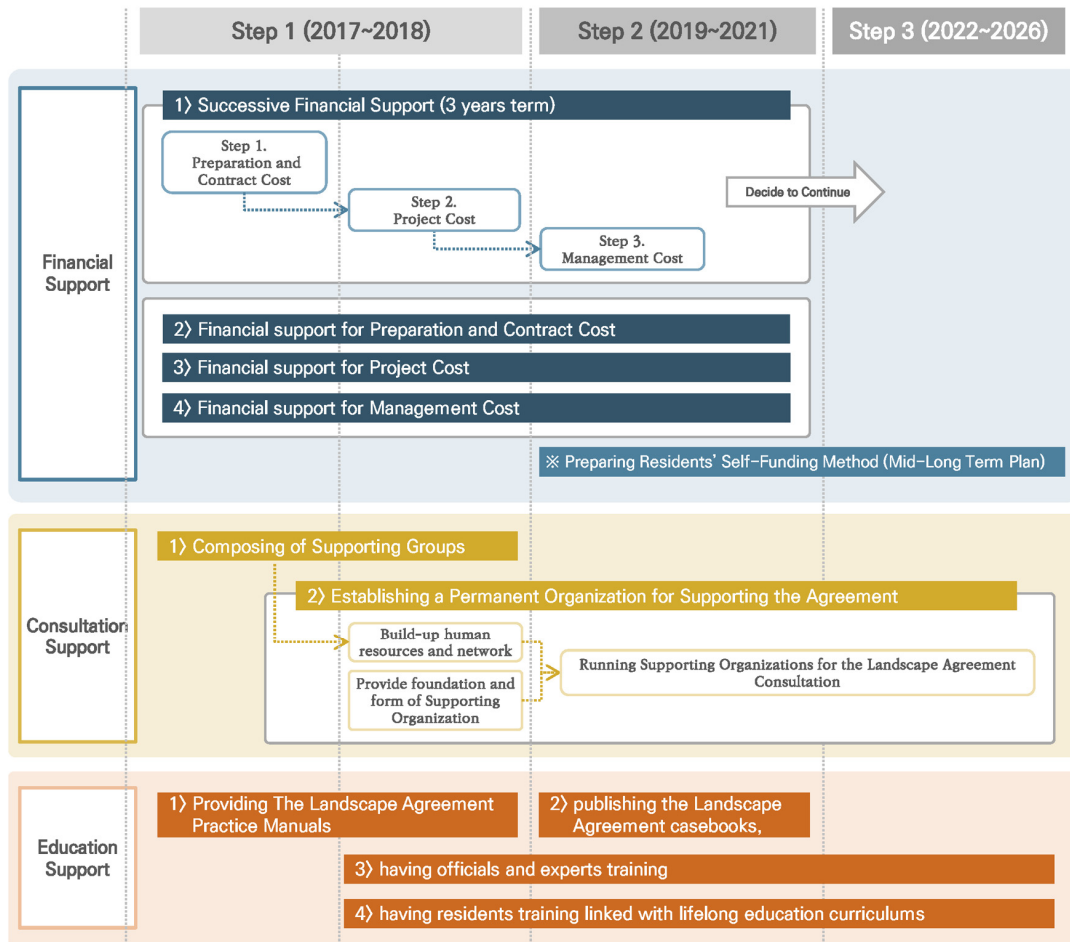 Step 1 (2017~2018)
Step 2 (2019~2021)
Step 3 (2022~2026)
Financial
Support
1〉 Successive Financial Support (3 years term)
Step 1.
Preparation and
Contract Cost
Step 2.
Project Cost
Step 3.
Management Cost
Decide to Continue
2〉 Financial support for Preparation and Contract Cost
3〉 Financial support for Project Cost
4〉 Financial support for Management Cost
※ Preparing Residents' Self-Funding Method (Mid-Long Term Plan)
Consultation
Support
1〉 Composing of Supporting Groups
2〉 Establishing a Permanent Organization for Supporting the Agreement
Build-up human
resources and network
Provide foundation and
form of Supporting
Organization
Running Supporting Organizations for the Landscape Agreement
Consultation
Education
Support
1〉 Providing The Landscape Agreement
Practice Manuals
2〉 publishing the Landscape
Agreement casebooks,
3〉 having officials and experts training
4〉 having residents training linked with lifelong education curriculums